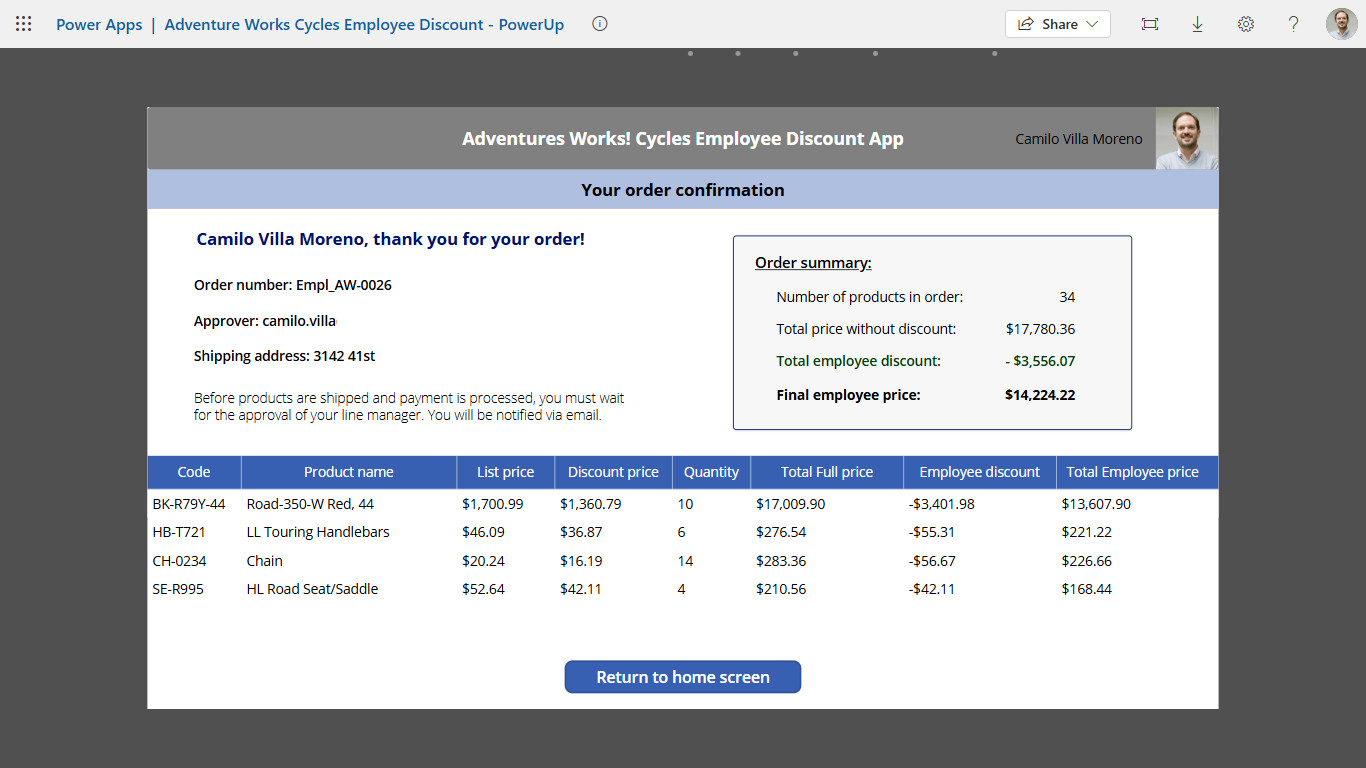 Power Apps | Adventure Works Cycles Employee Discount - PowerUp
Share
?
Adventures Works! Cycles Employee Discount App
Camilo Villa Moreno
Your order confirmation
Camilo Villa Moreno, thank you for your order!
Order number: Empl_AW-0026
Approver: camilo.villa
Shipping address: 3142 41st
Before products are shipped and payment is processed, you must wait
for the approval of your line manager. You will be notified via email.
Order summary:
Number of products in order: 34
Total price without discount: $17,780.36
Total employee discount: - $3,556.07
Final employee price: $14,224.22
Code Product name List price Discount price Quantity Total Full price Employee discount Total Employee price
BK-R79Y-44 Road-350-W Red, 44 $1,700.99 $1,360.79 10 $17,009.90 -$3,401.98 $13,607.90
HB-T721 LL Touring Handlebars $46.09 $36.87 6 $276.54 -$55.31 $221.22
CH-0234 Chain $20.24 $16.19 14 $283.36 -$56.67 $226.66
SE-R995 HL Road Seat/Saddle $52.64 $42.11 4 $210.56 -$42.11 $168.44
Return to home screen